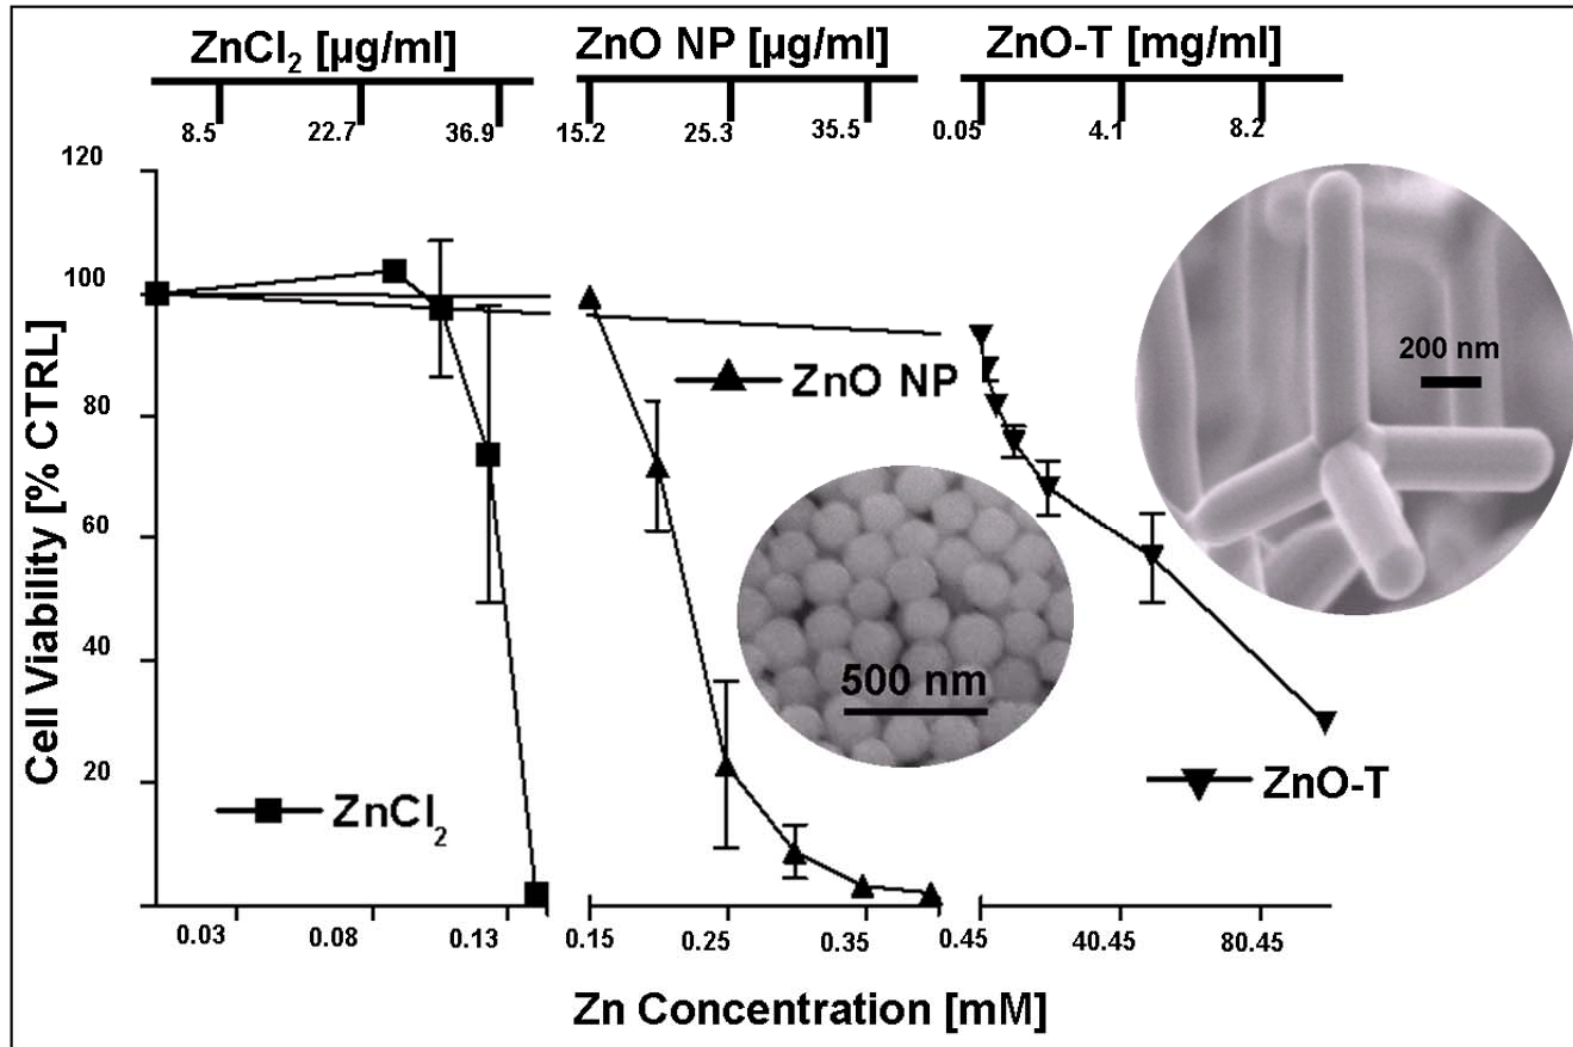 ZnCl₂ [µg/ml] ZnO NP [µg/ml] ZnO-T [mg/ml]
8.5 22.7 36.9 15.2 25.3 35.5 0.05 4.1 8.2
120
100
80
60
40
20
Cell Viability [% CTRL]
200 nm
ZnO NP
500 nm
ZnO-T
ZnCl₂
0.03 0.08 0.13 0.15 0.25 0.35 0.45 40.45 80.45
Zn Concentration [mM]